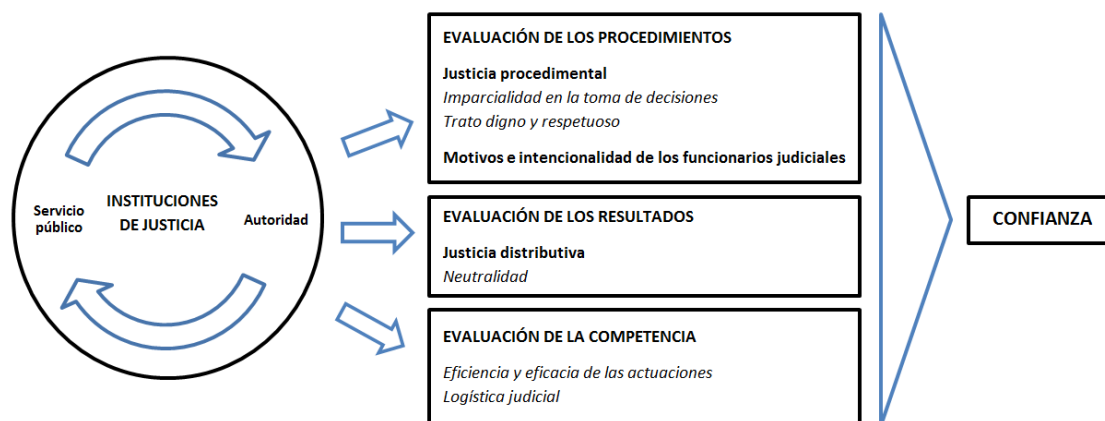 Servicio
público
INSTITUCIONES
DE JUSTICIA
Autoridad
EVALUACIÓN DE LOS PROCEDIMIENTOS
Justicia procedimental
Imparcialidad en la toma de decisiones
Trato digno y respetuoso
Motivos e intencionalidad de los funcionarios judiciales
EVALUACIÓN DE LOS RESULTADOS
Justicia distributiva
Neutralidad
EVALUACIÓN DE LA COMPETENCIA
Eficiencia y eficacia de las actuaciones
Logística judicial
CONFIANZA